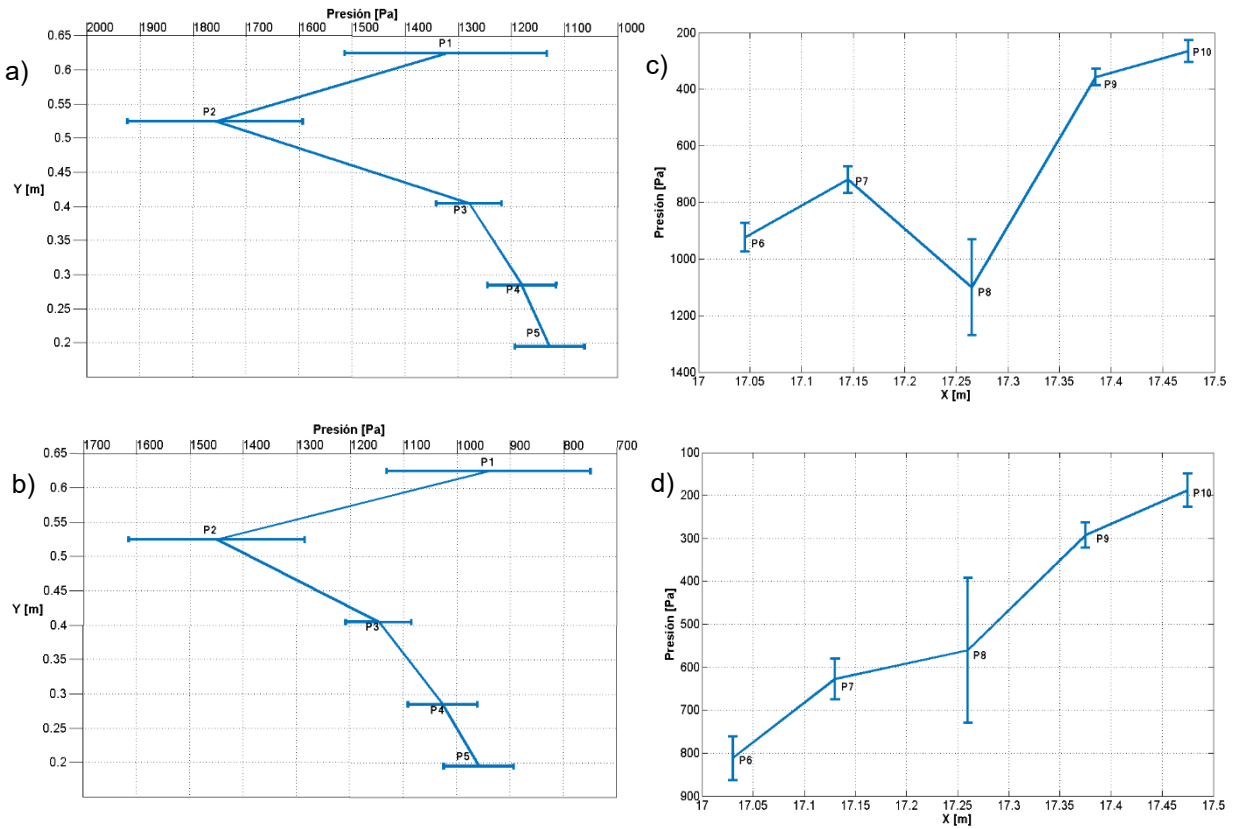 a)
Presión [Pa]
2000 1900 1800 1700 1600 1500 1400 1300 1200 1100 1000
0.65
0.6
0.55
0.5
0.45
0.4
0.35
0.3
0.25
0.2
Y [m]
P1
P2
P3
P4
P5
c)
Presión [Pa]
200
400
600
800
1000
1200
1400
P6
P7
P8
P9
P10
17 17.05 17.1 17.15 17.2 17.25 17.3 17.35 17.4 17.45 17.5
X [m]
b)
Presión [Pa]
1700 1600 1500 1400 1300 1200 1100 1000 900 800 700
0.65
0.6
0.55
0.5
0.45
0.4
0.35
0.3
0.25
0.2
Y [m]
P1
P2
P3
P4
P5
d)
Presión [Pa]
100
200
300
400
500
600
700
800
900
P6
P7
P8
P9
P10
17 17.05 17.1 17.15 17.2 17.25 17.3 17.35 17.4 17.45 17.5
X [m]